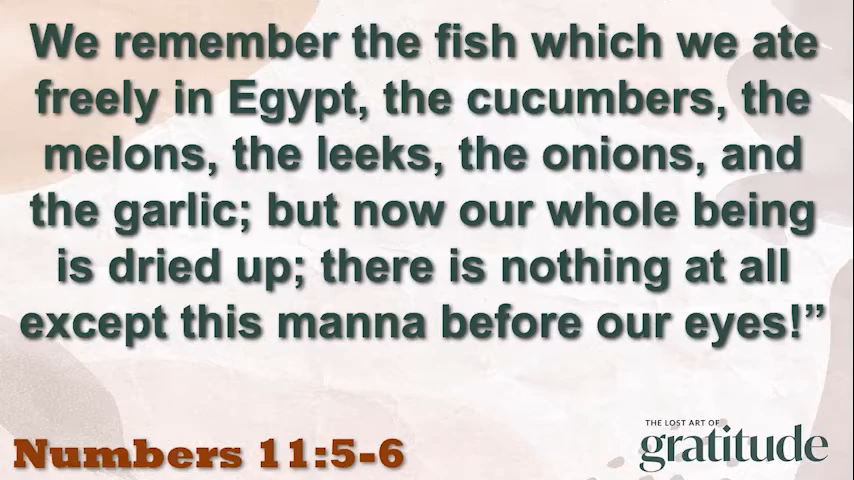 We remember the fish which we ate
freely in Egypt, the cucumbers, the
melons, the leeks, the onions, and
the garlic; but now our whole being
is dried up; there is nothing at all
except this manna before our eyes!”
Numbers 11:5-6
THE LOST ART OF
gratitude